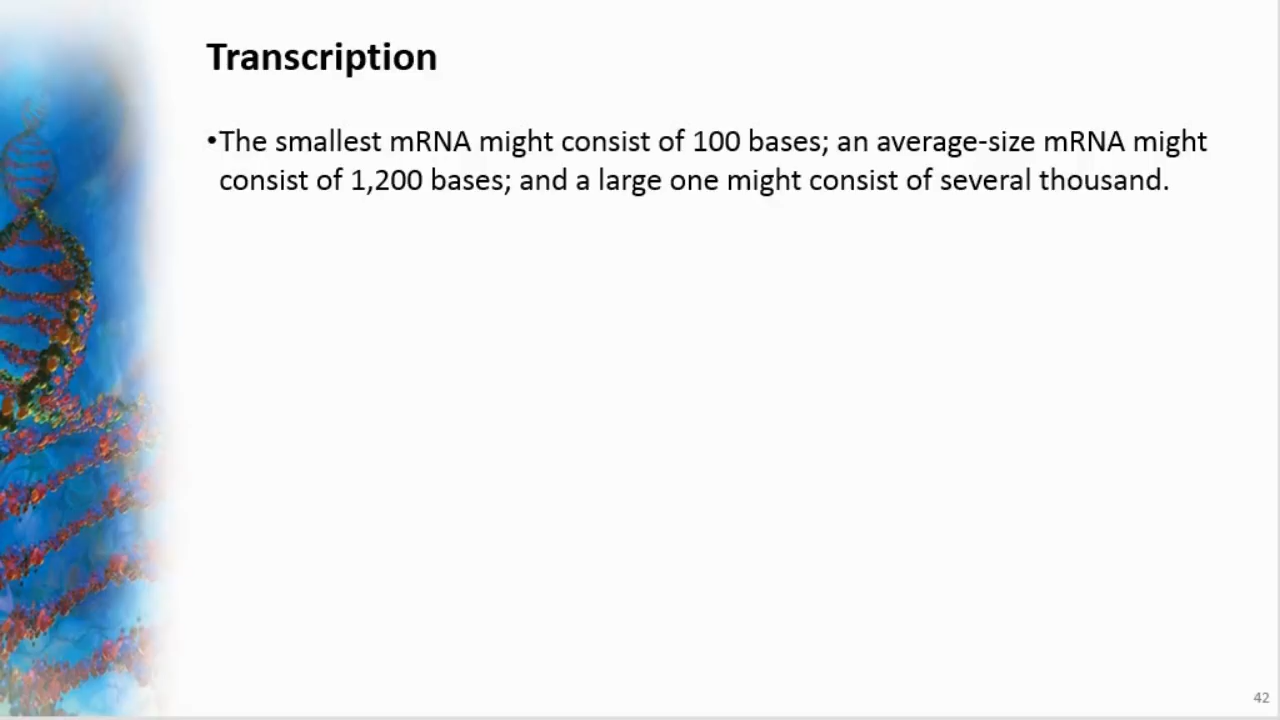 Transcription
•The smallest mRNA might consist of 100 bases; an average-size mRNA might
consist of 1,200 bases; and a large one might consist of several thousand.
42